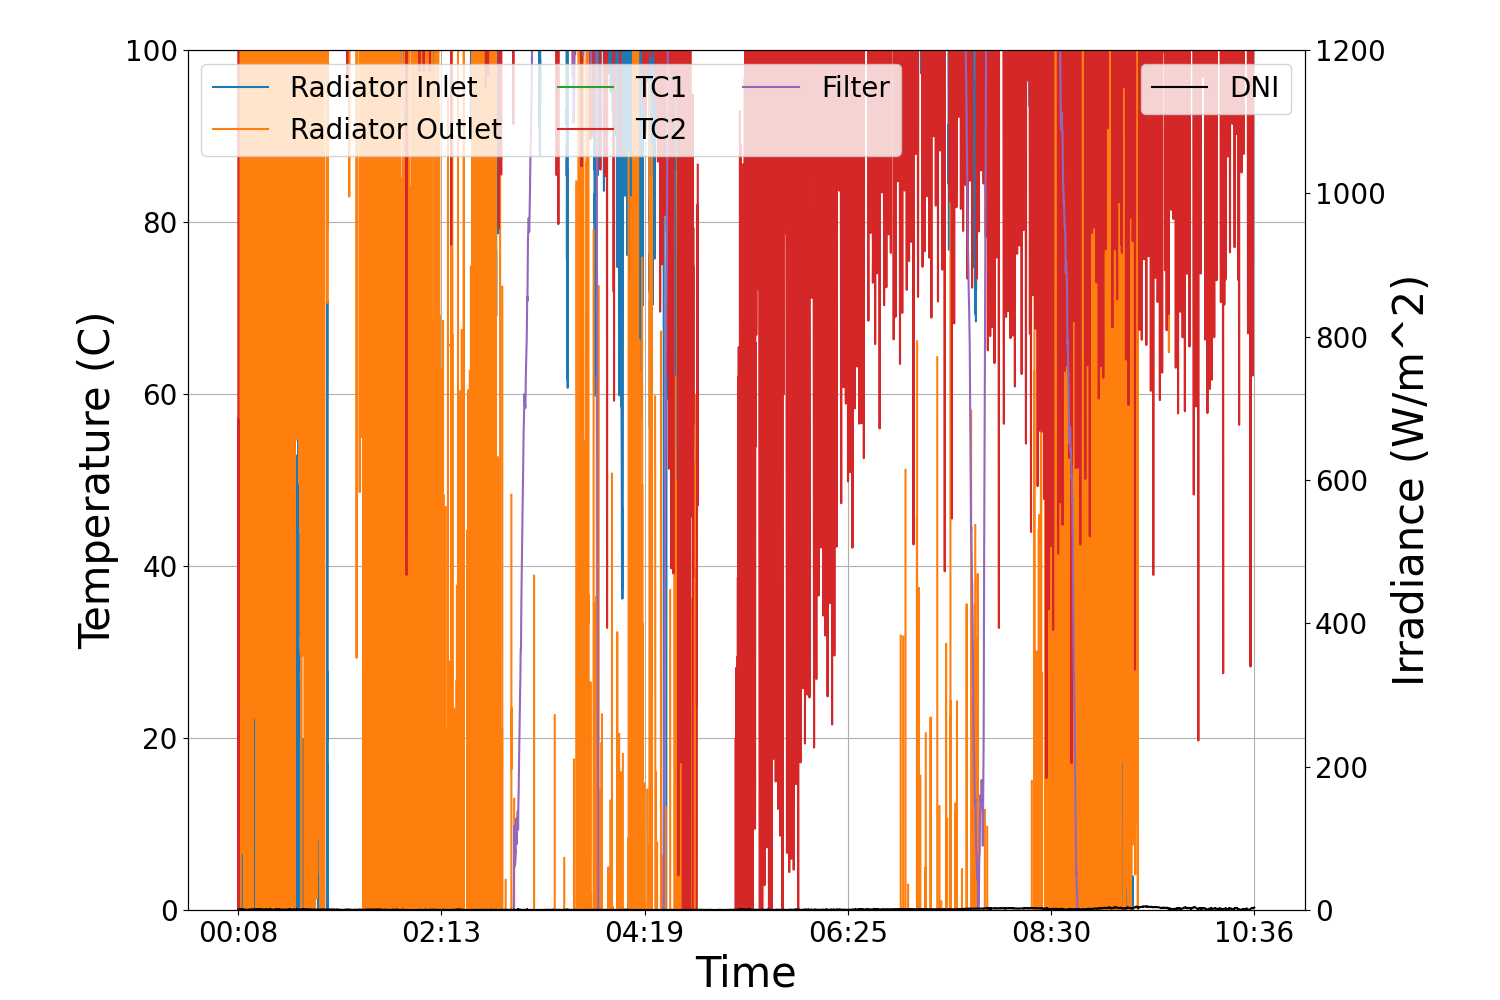 Radiator Inlet
Radiator Outlet
TC1
TC2
Filter
DNI
100
80
60
40
20
0
Temperature (C)
1200
1000
800
600
400
200
0
Irradiance (W/m^2)
00:08 02:13 04:19 06:25 08:30 10:36
Time